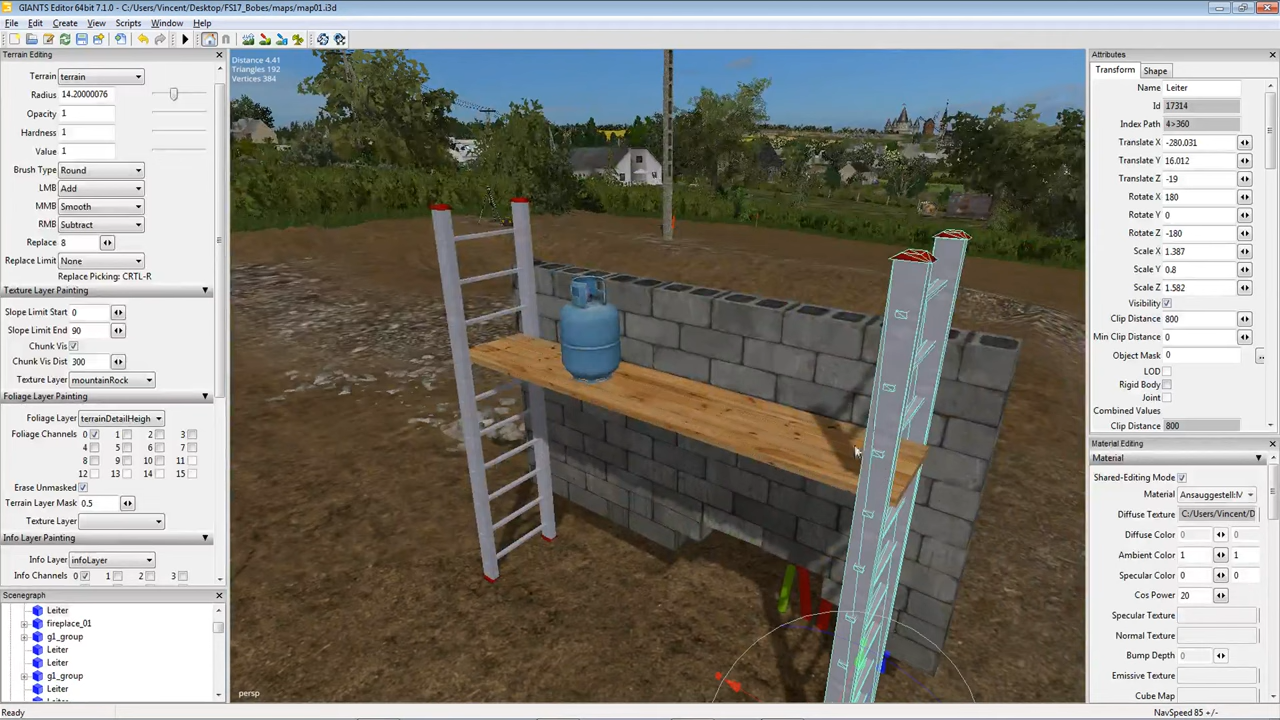 GIANTS Editor 64bit 7.1.0 - C:/Users/Vincent/Desktop/FS17_Bobes/maps/map01.i3d
File Edit View Scripts Window Help
Create
Terrain Editing
Terrain terrain
Radius 14.20000076
Opacity 1
Hardness 1
Value 1
Brush Type Round
LMB Add
MMB Smooth
RMB Subtract
Replace 8
Replace Limit None
Replace Picking: CRTL-R
Texture Layer Painting
Slope Limit Start 0
Slope Limit End 90
Chunk Vis
Chunk Vis Dist 300
Texture Layer mountainRock
Foliage Layer Painting
Foliage Layer terrainDetailHeigh
Foliage Channels 0 1 2 3
4 5 6 7
8 9 10 11
12 13 14 15
Erase Unmasked
Terrain Layer Mask 0.5
Texture Layer
Info Layer Painting
Info Layer infoLayer
Info Channels 0 1 2 3
Scenegraph
Leiter
fireplace_01
g1_group
Leiter
Leiter
g1_group
Leiter
Ready
Distance 4.41
Triangles 192
Vertices 384
persp
Attributes
Transform Shape
Name Leiter
Id 17314
Index Path 4>360
Translate X -280.031
Translate Y 16.012
Translate Z -19
Rotate X 180
Rotate Y 0
Rotate Z -180
Scale X 1.387
Scale Y 0.8
Scale Z 1.582
Visibility
Clip Distance 800
Min Clip Distance 0
Object Mask 0
LOD
Rigid Body
Joint
Combined Values
Clip Distance 800
Material Editing
Material
Shared-Editing Mode
Material Ansauggestell:M
Diffuse Texture C:/Users/Vincent/D
Diffuse Color 0 0
Ambient Color 1 1
Specular Color 0 0
Cos Power 20
Specular Texture
Normal Texture
Bump Depth 0
Emissive Texture
Cube Map
NavSpeed 85 +/-